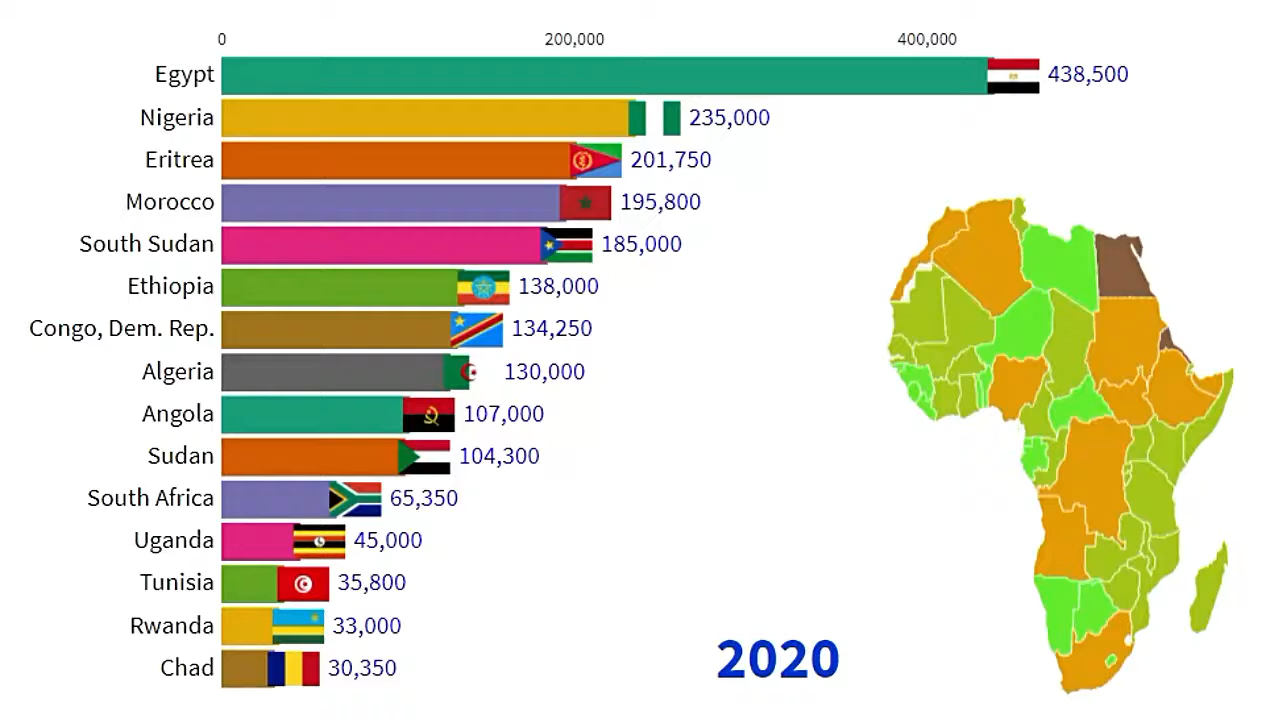 0 200,000 400,000
Egypt 438,500
Nigeria 235,000
Eritrea 201,750
Morocco 195,800
South Sudan 185,000
Ethiopia 138,000
Congo, Dem. Rep. 134,250
Algeria 130,000
Angola 107,000
Sudan 104,300
South Africa 65,350
Uganda 45,000
Tunisia 35,800
Rwanda 33,000
Chad 30,350
2020